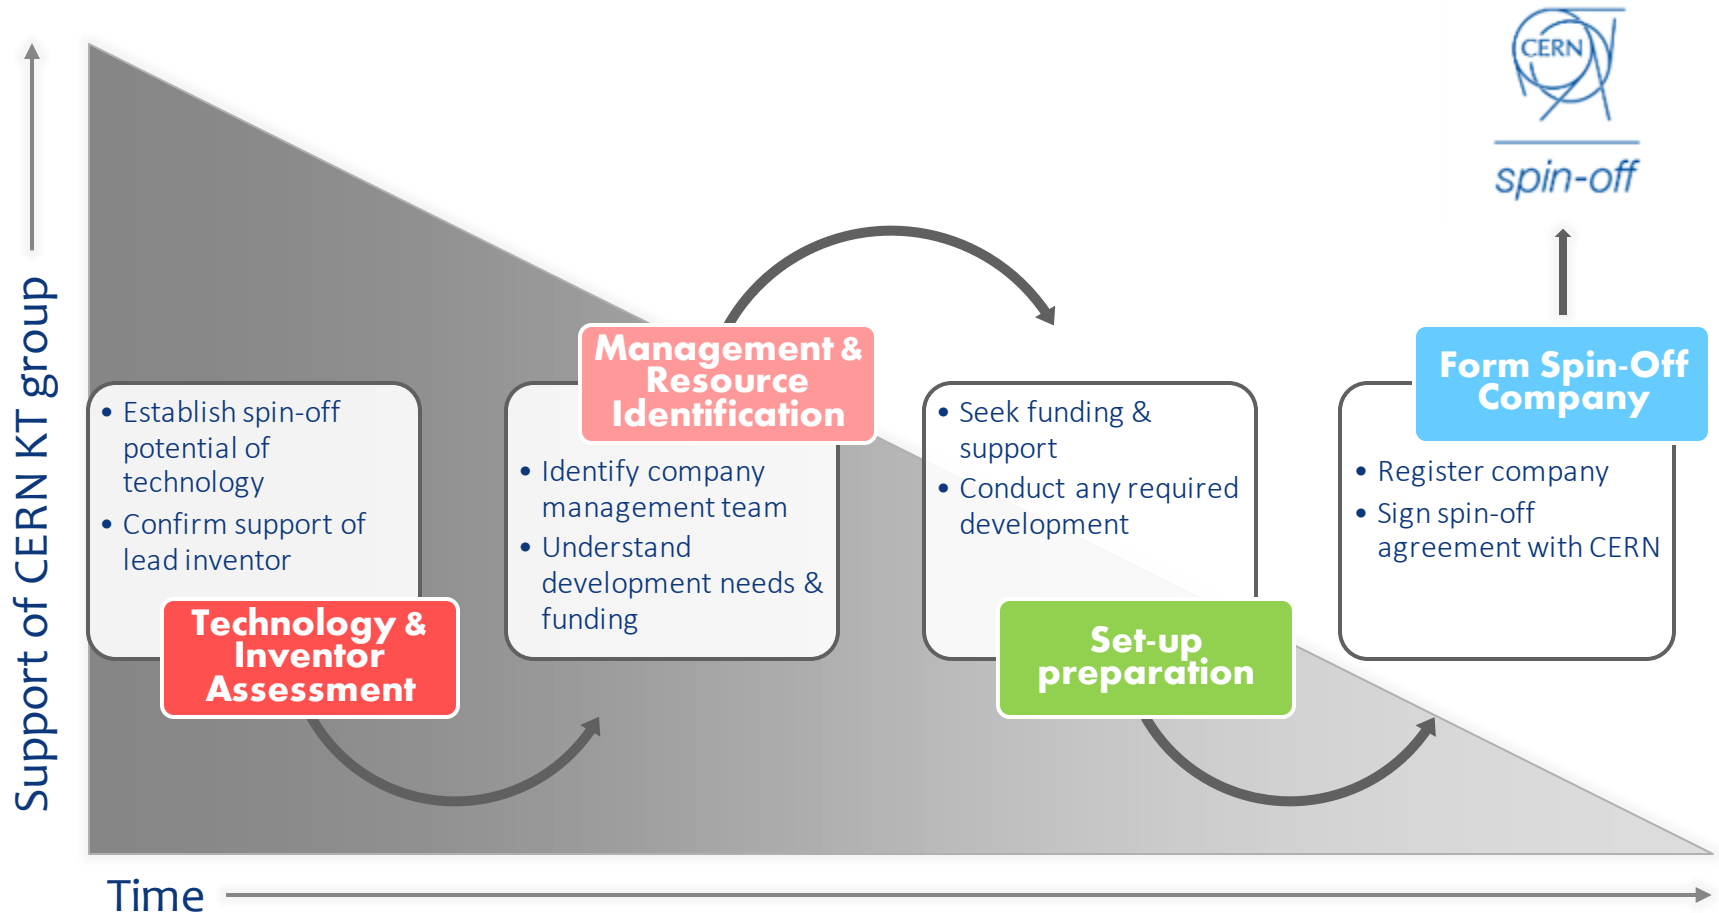 CERN
spin-off
Support of CERN KT group
• Establish spin-off
potential of
technology
• Confirm support of
lead inventor
Technology &
Inventor
Assessment
Management &
Resource
Identification
• Identify company
management team
• Understand
development needs &
funding
• Seek funding &
support
• Conduct any required
development
Set-up
preparation
Form Spin-Off
Company
• Register company
• Sign spin-off
agreement with CERN
Time